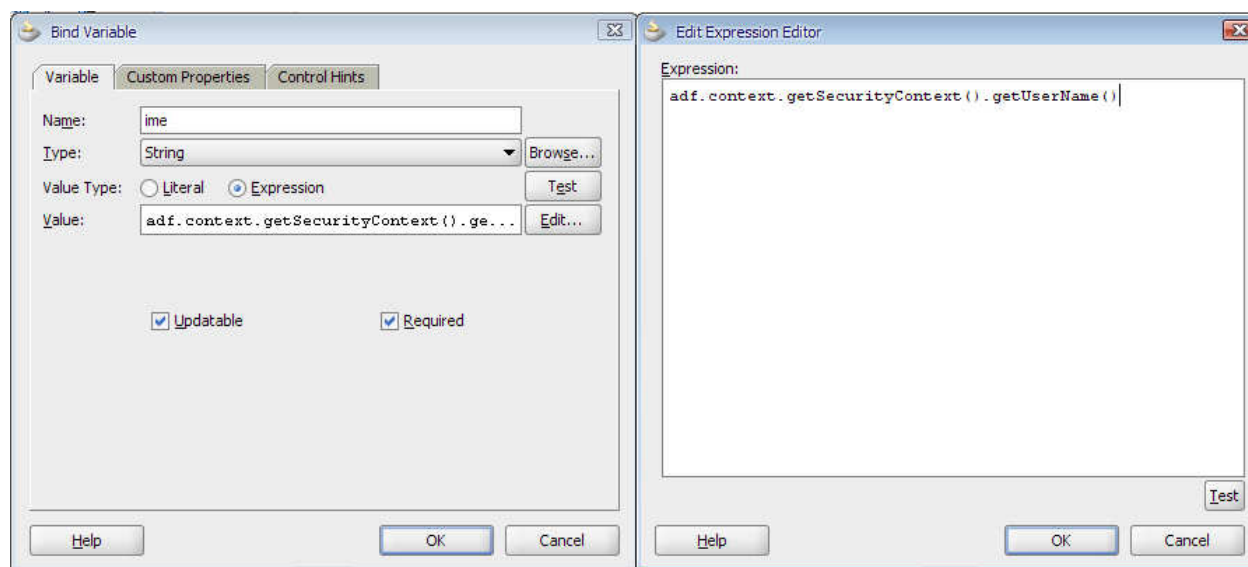 Bind Variable
Variable Custom Properties Control Hints
Name: ime
Type: String Browse...
Value Type: Literal Expression Test
Value: adf.context.getSecurityContext().ge... Edit...
Updatable Required
Help OK Cancel
Edit Expression Editor
Expression:
adf.context.getSecurityContext().getUserName()
Test
Help OK Cancel